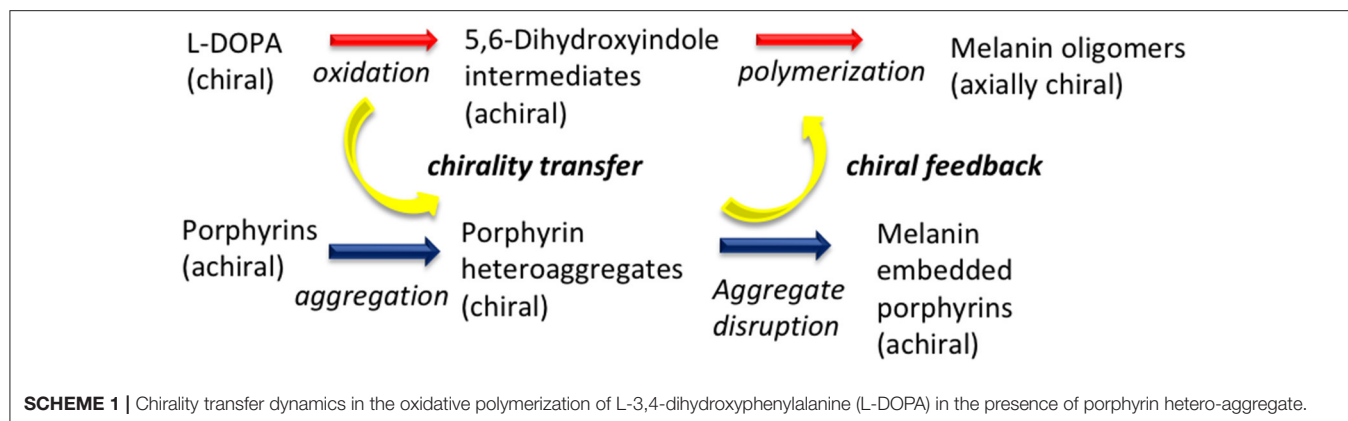 L-DOPA
(chiral)
oxidation
5,6-Dihydroxyindole
intermediates
(achiral)
polymerization
Melanin oligomers
(axially chiral)
chirality transfer
chiral feedback
Porphyrins
(achiral)
aggregation
Porphyrin
heteroaggregates
(chiral)
Aggregate
disruption
Melanin
embedded
porphyrins
(achiral)
SCHEME 1 | Chirality transfer dynamics in the oxidative polymerization of L-3,4-dihydroxyphenylalanine (L-DOPA) in the presence of porphyrin hetero-aggregate.